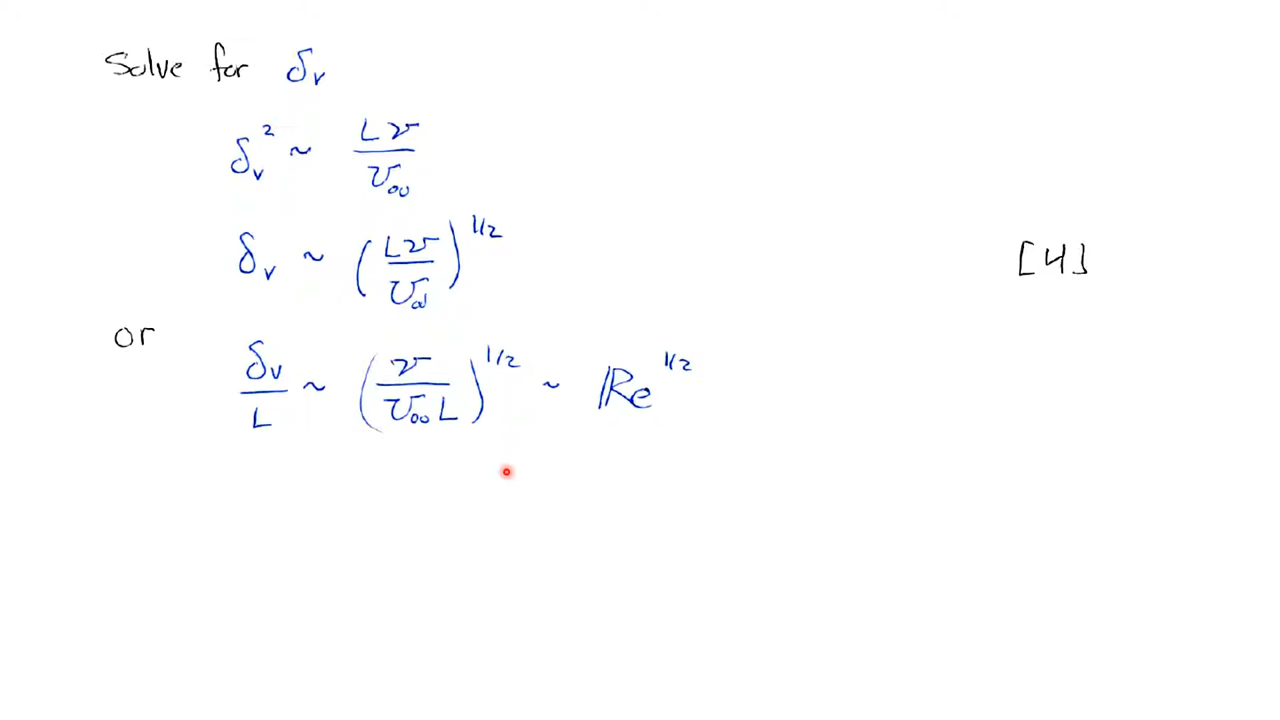 Solve for δᵥ
δᵥ² ~ Lν / υ∞
δᵥ ~ (Lν / υ∞)^1/2 [4]
or
δᵥ / L ~ (ν / υ∞ L)^1/2 ~ Re^1/2